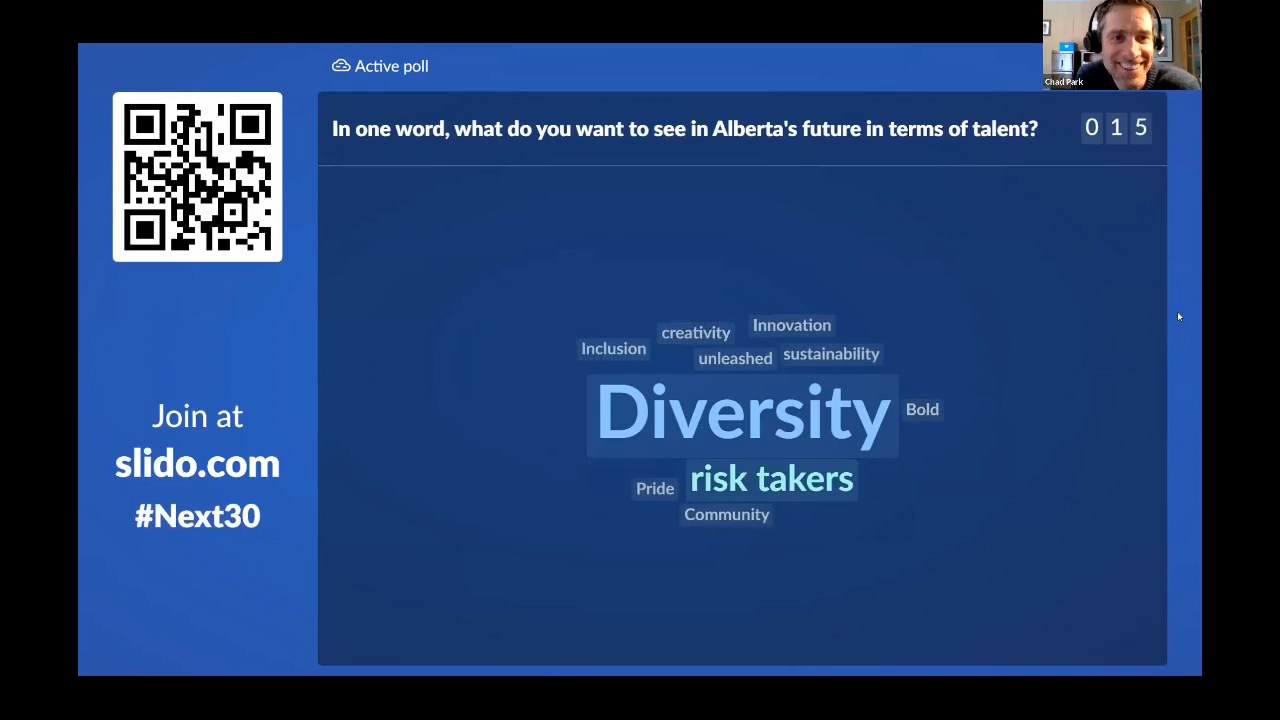 Active poll
Chad Park
In one word, what do you want to see in Alberta's future in terms of talent?
0 1 5
Innovation
creativity
Inclusion
unleashed
sustainability
Diversity
Bold
risk takers
Pride
Community
Join at
slido.com
#Next30